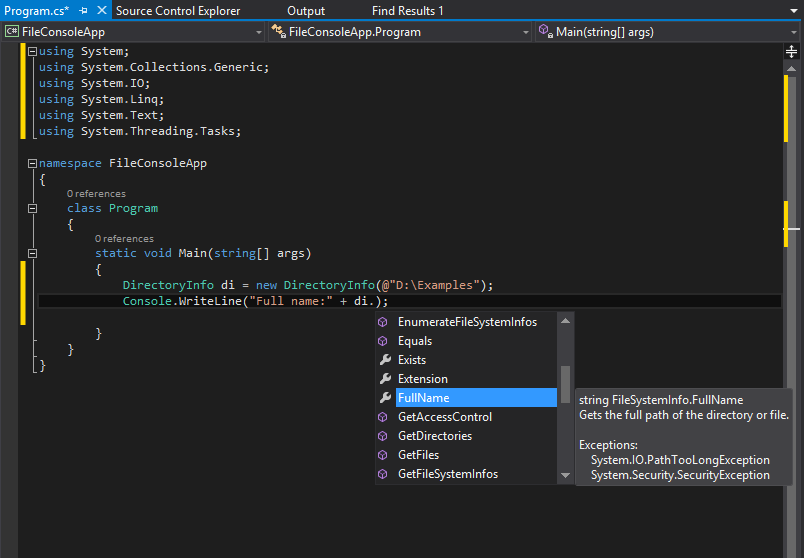 Program.cs*
Source Control Explorer
Output
Find Results 1
C# FileConsoleApp
FileConsoleApp.Program
Main(string[] args)
using System;
using System.Collections.Generic;
using System.IO;
using System.Linq;
using System.Text;
using System.Threading.Tasks;
namespace FileConsoleApp
{
0 references
class Program
{
0 references
static void Main(string[] args)
{
DirectoryInfo di = new DirectoryInfo(@"D:\Examples");
Console.WriteLine("Full name:" + di.);
}
}
}
EnumerateFileSystemInfos
Equals
Exists
Extension
FullName
GetAccessControl
GetDirectories
GetFiles
GetFileSystemInfos
string FileSystemInfo.FullName
Gets the full path of the directory or file.
Exceptions:
System.IO.PathTooLongException
System.Security.SecurityException